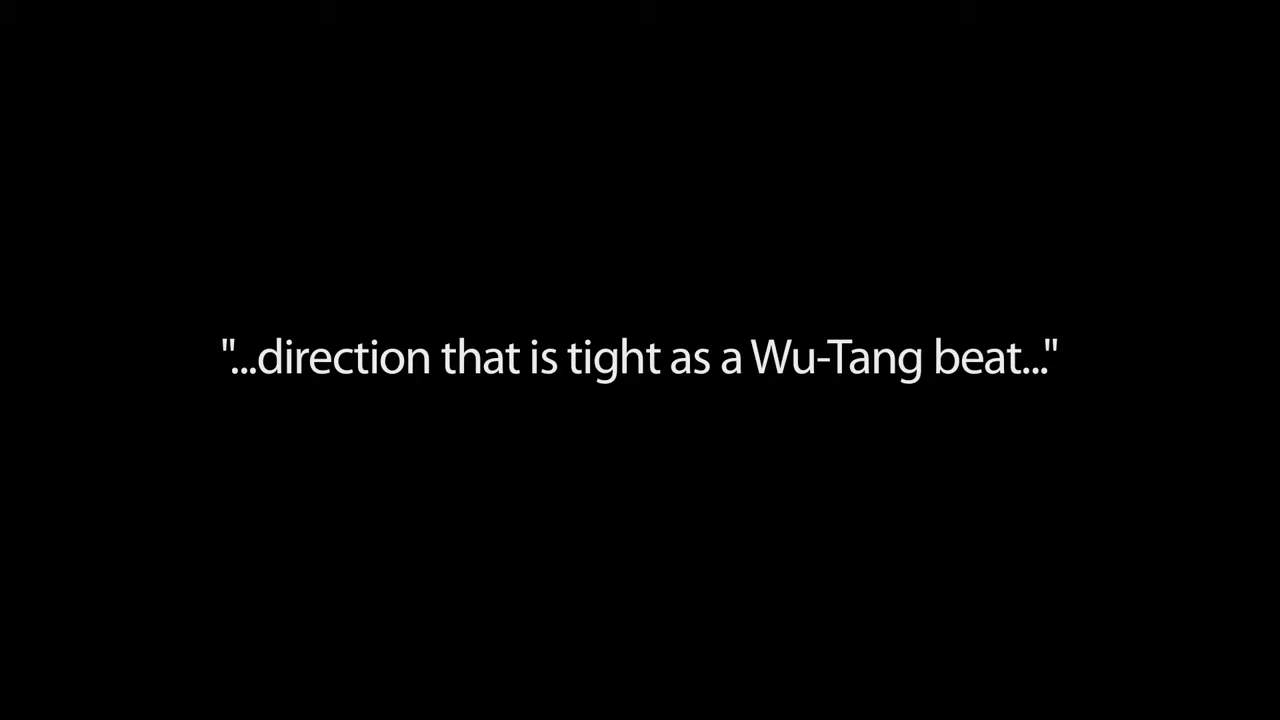 "...direction that is tight as a Wu-Tang beat..."